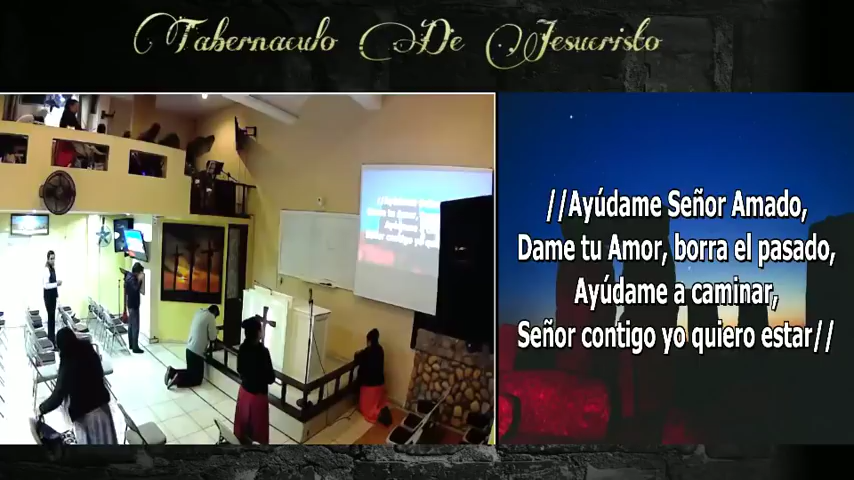 Tabernaculo De Jesucristo
//Ayúdame Señor Amado,
Dame tu Amor, borra el pasado,
Ayúdame a caminar,
Señor contigo yo quiero estar//